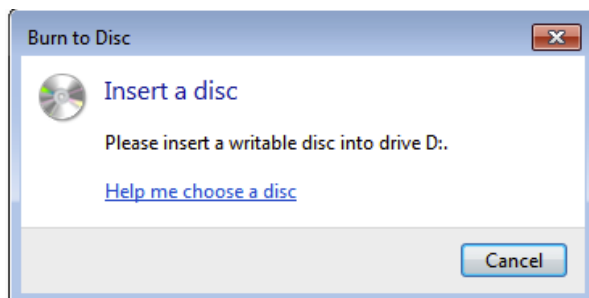 Burn to Disc
Insert a disc
Please insert a writable disc into drive D:.
Help me choose a disc
Cancel